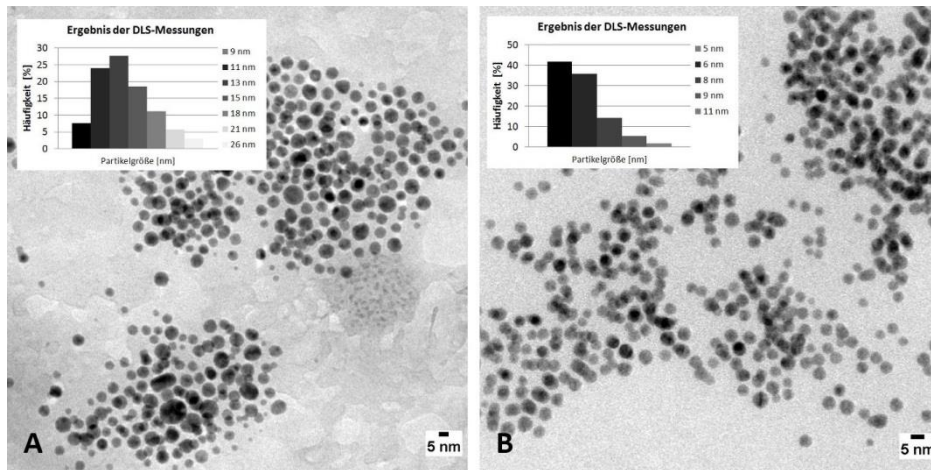 Ergebnis der DLS-Messungen
Häufigkeit [%]
30
25
20
15
10
5
0
Partikelgröße [nm]
9 nm
11 nm
13 nm
15 nm
18 nm
21 nm
26 nm
A
5 nm
Ergebnis der DLS-Messungen
Häufigkeit [%]
50
40
30
20
10
0
Partikelgröße [nm]
5 nm
6 nm
8 nm
9 nm
11 nm
B
5 nm